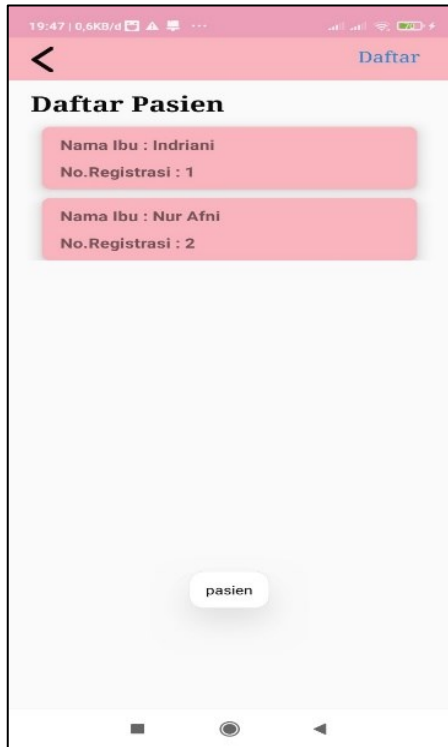 19:47 | 0,6KB/d
Daftar
Daftar Pasien
Nama Ibu : Indriani
No.Registrasi : 1
Nama Ibu : Nur Afni
No.Registrasi : 2
pasien